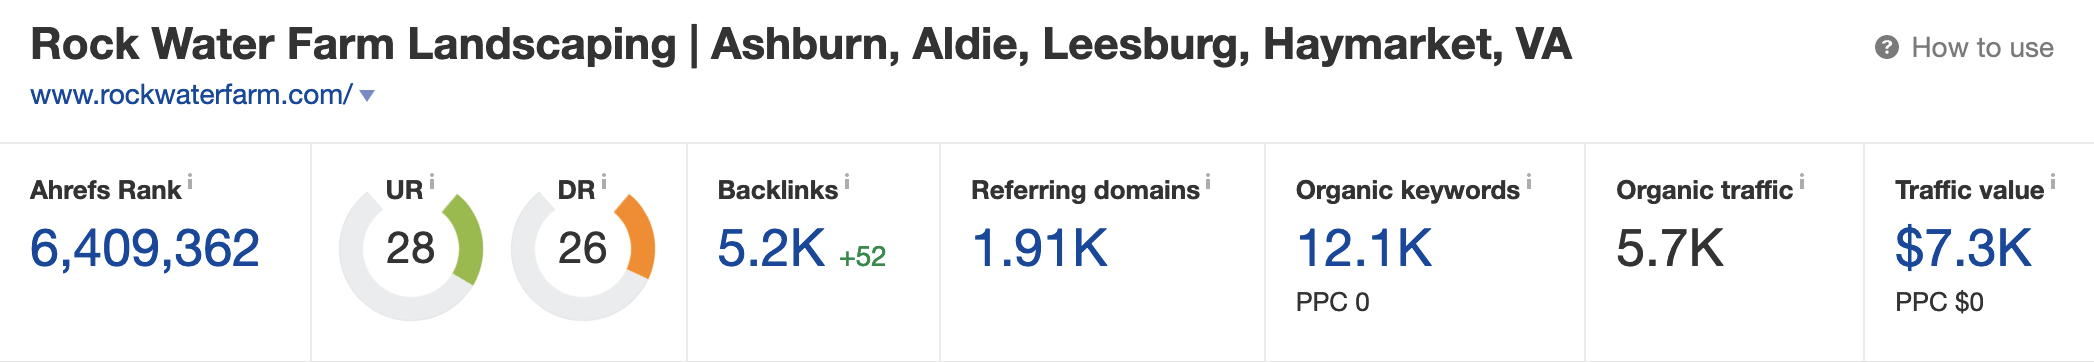 Rock Water Farm Landscaping | Ashburn, Aldie, Leesburg, Haymarket, VA
? How to use
www.rockwaterfarm.com/
Ahrefs Rank i
6,409,362
UR i
28
DR i
26
Backlinks i
5.2K +52
Referring domains i
1.91K
Organic keywords i
12.1K
PPC 0
Organic traffic i
5.7K
Traffic value i
$7.3K
PPC $0